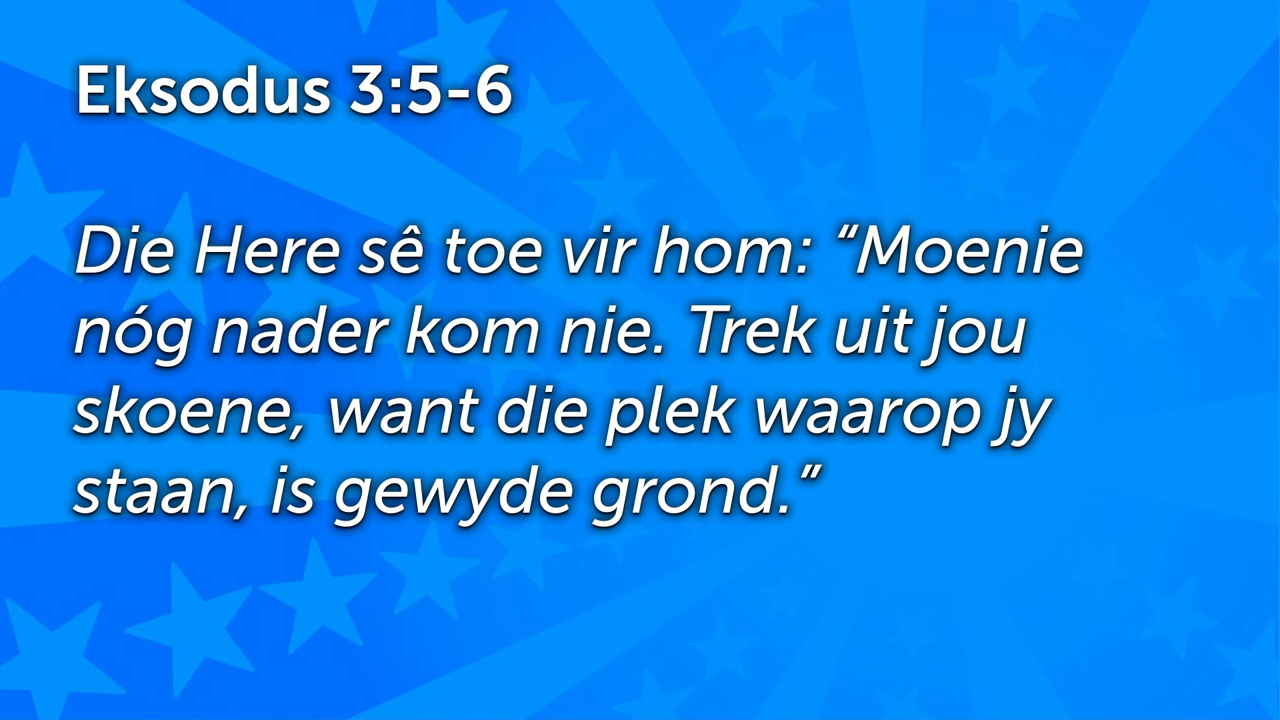 Eksodus 3:5-6
Die Here sê toe vir hom: “Moenie
nóg nader kom nie. Trek uit jou
skoene, want die plek waarop jy
staan, is gewyde grond.”